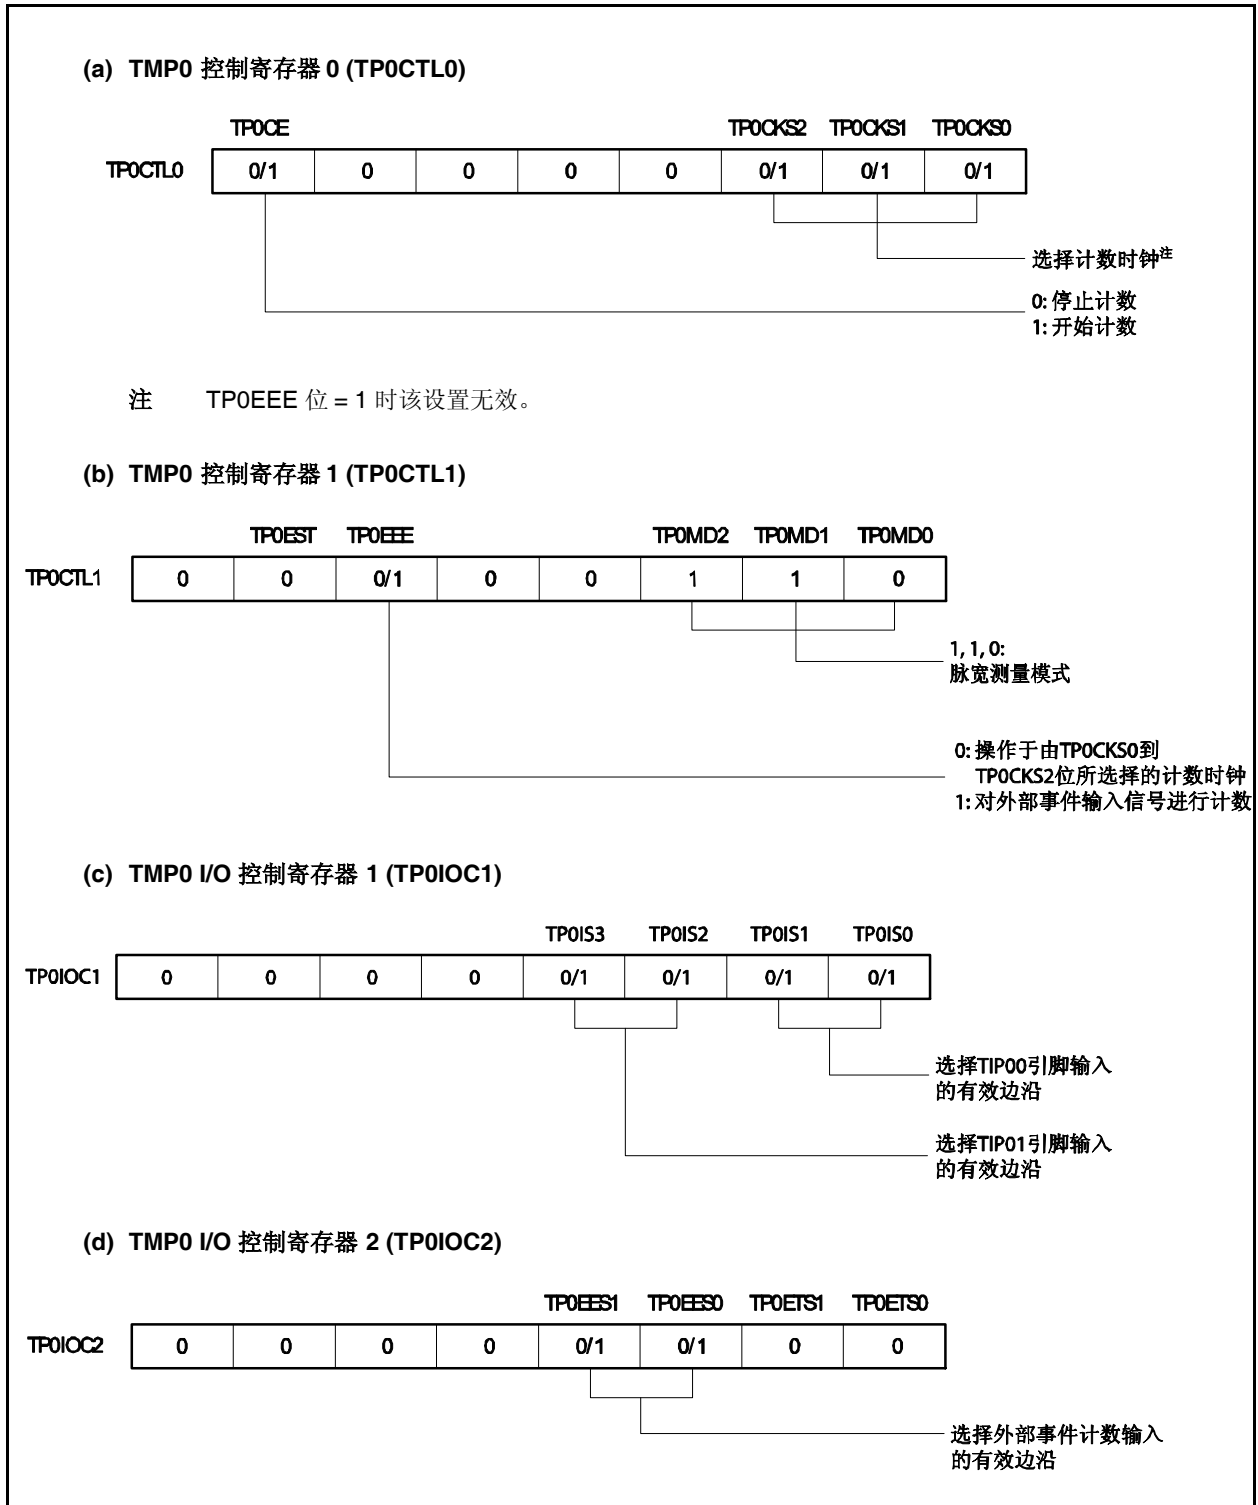 (a) TMP0 控制寄存器 0 (TP0CTL0)
TP0CE TP0CKS2 TP0CKS1 TP0CKS0
TP0CTL0 0/1 0 0 0 0 0/1 0/1 0/1
选择计数时钟注
0: 停止计数
1: 开始计数
注 TP0EEE 位 = 1 时该设置无效。
(b) TMP0 控制寄存器 1 (TP0CTL1)
TP0EST TP0EEE TP0MD2 TP0MD1 TP0MD0
TP0CTL1 0 0 0/1 0 0 1 1 0
1, 1, 0:
脉宽测量模式
0: 操作于由TP0CKS0到
TP0CKS2位所选择的计数时钟
1: 对外部事件输入信号进行计数
(c) TMP0 I/O 控制寄存器 1 (TP0IOC1)
TP0IS3 TP0IS2 TP0IS1 TP0IS0
TP0IOC1 0 0 0 0 0/1 0/1 0/1 0/1
选择TIP00引脚输入
的有效边沿
选择TIP01引脚输入
的有效边沿
(d) TMP0 I/O 控制寄存器 2 (TP0IOC2)
TP0EES1 TP0EES0 TP0ETS1 TP0ETS0
TP0IOC2 0 0 0 0 0/1 0/1 0 0
选择外部事件计数输入
的有效边沿